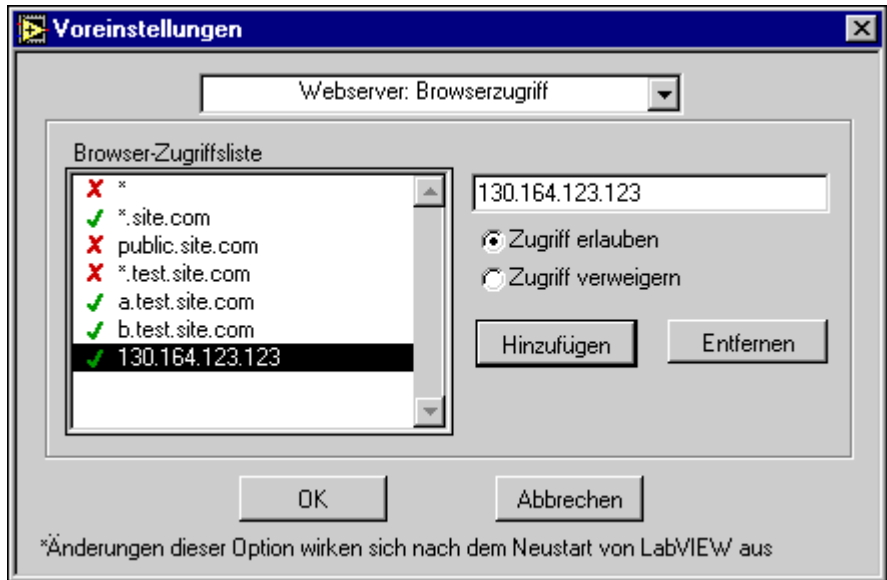 Voreinstellungen
Webserver: Browserzugriff
Browser-Zugriffsliste
*
*.site.com
public.site.com
*.test.site.com
a.test.site.com
b.test.site.com
130.164.123.123
130.164.123.123
Zugriff erlauben
Zugriff verweigern
Hinzufügen
Entfernen
OK
Abbrechen
*Änderungen dieser Option wirken sich nach dem Neustart von LabVIEW aus